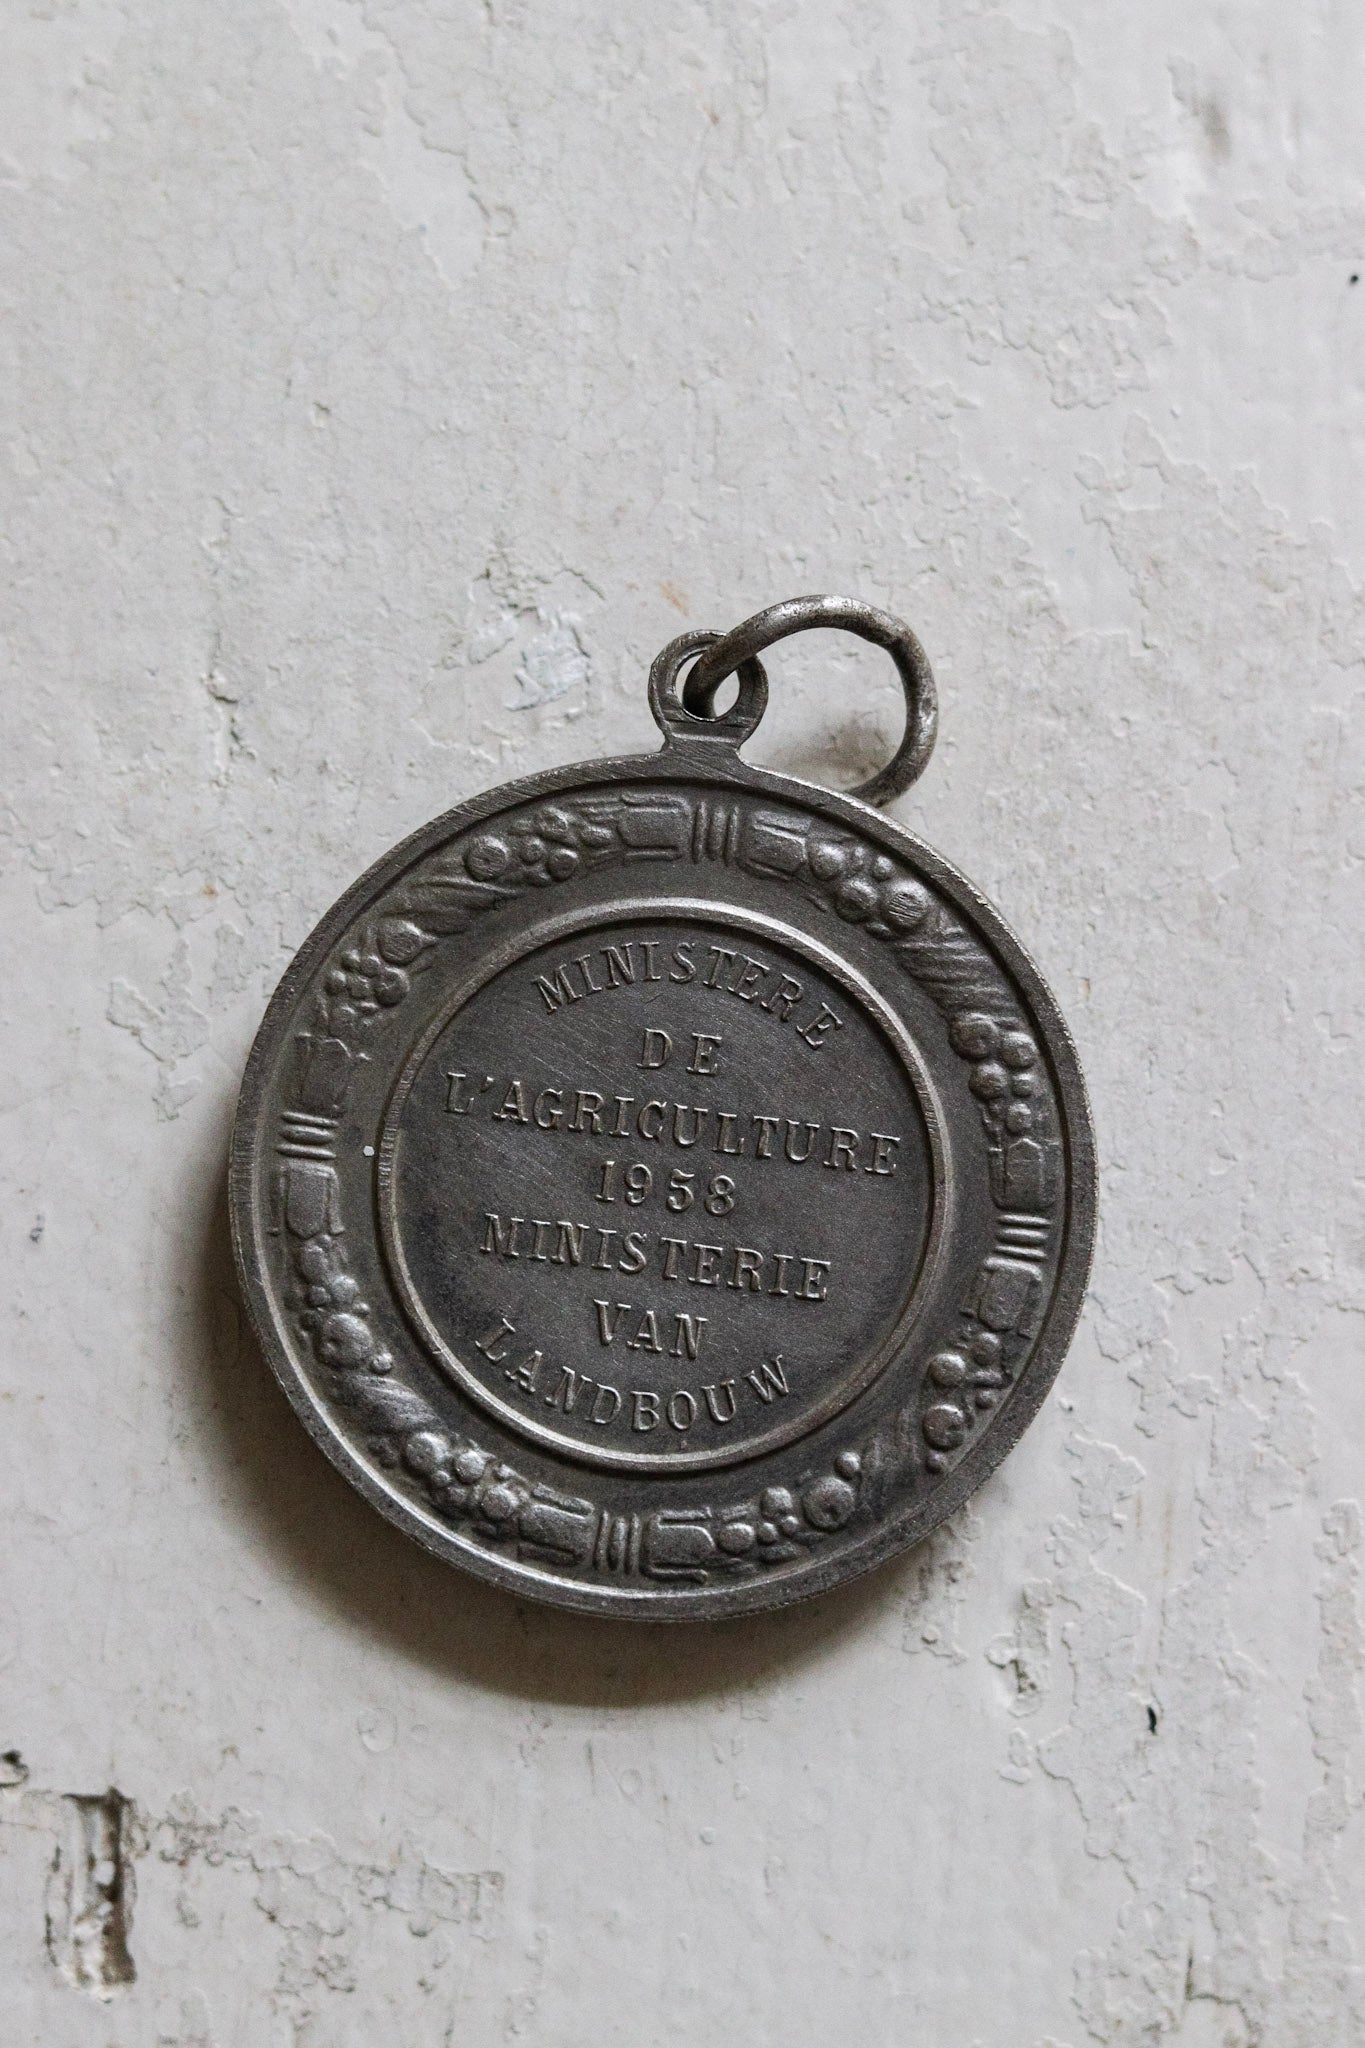 MINISTERE
DE
L'AGRICULTURE
1958
MINISTERIE
VAN
LANDBOUW